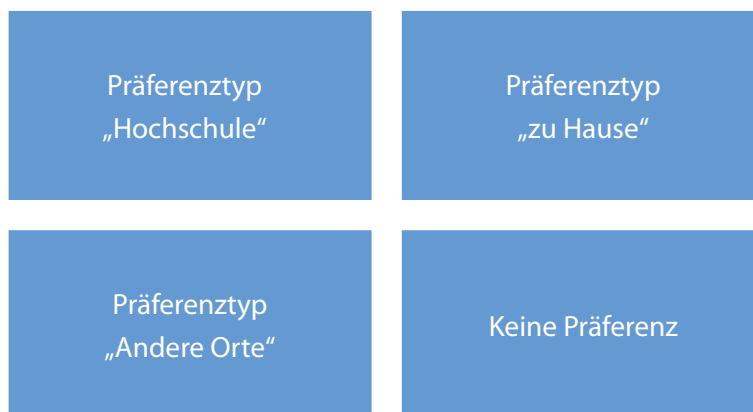 Präferenztyp
„Hochschule“
Präferenztyp
„zu Hause“
Präferenztyp
„Andere Orte“
Keine Präferenz